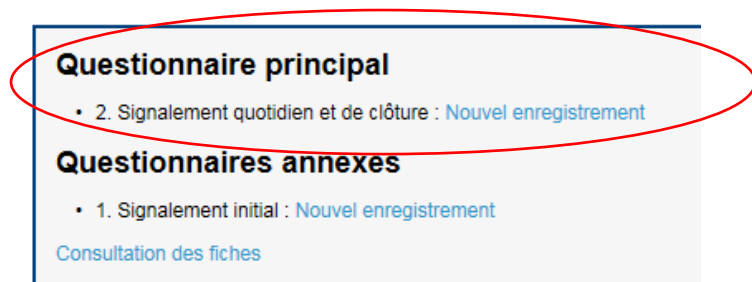 Questionnaire principal
• 2. Signalement quotidien et de clôture : Nouvel enregistrement
Questionnaires annexes
• 1. Signalement initial : Nouvel enregistrement
Consultation des fiches